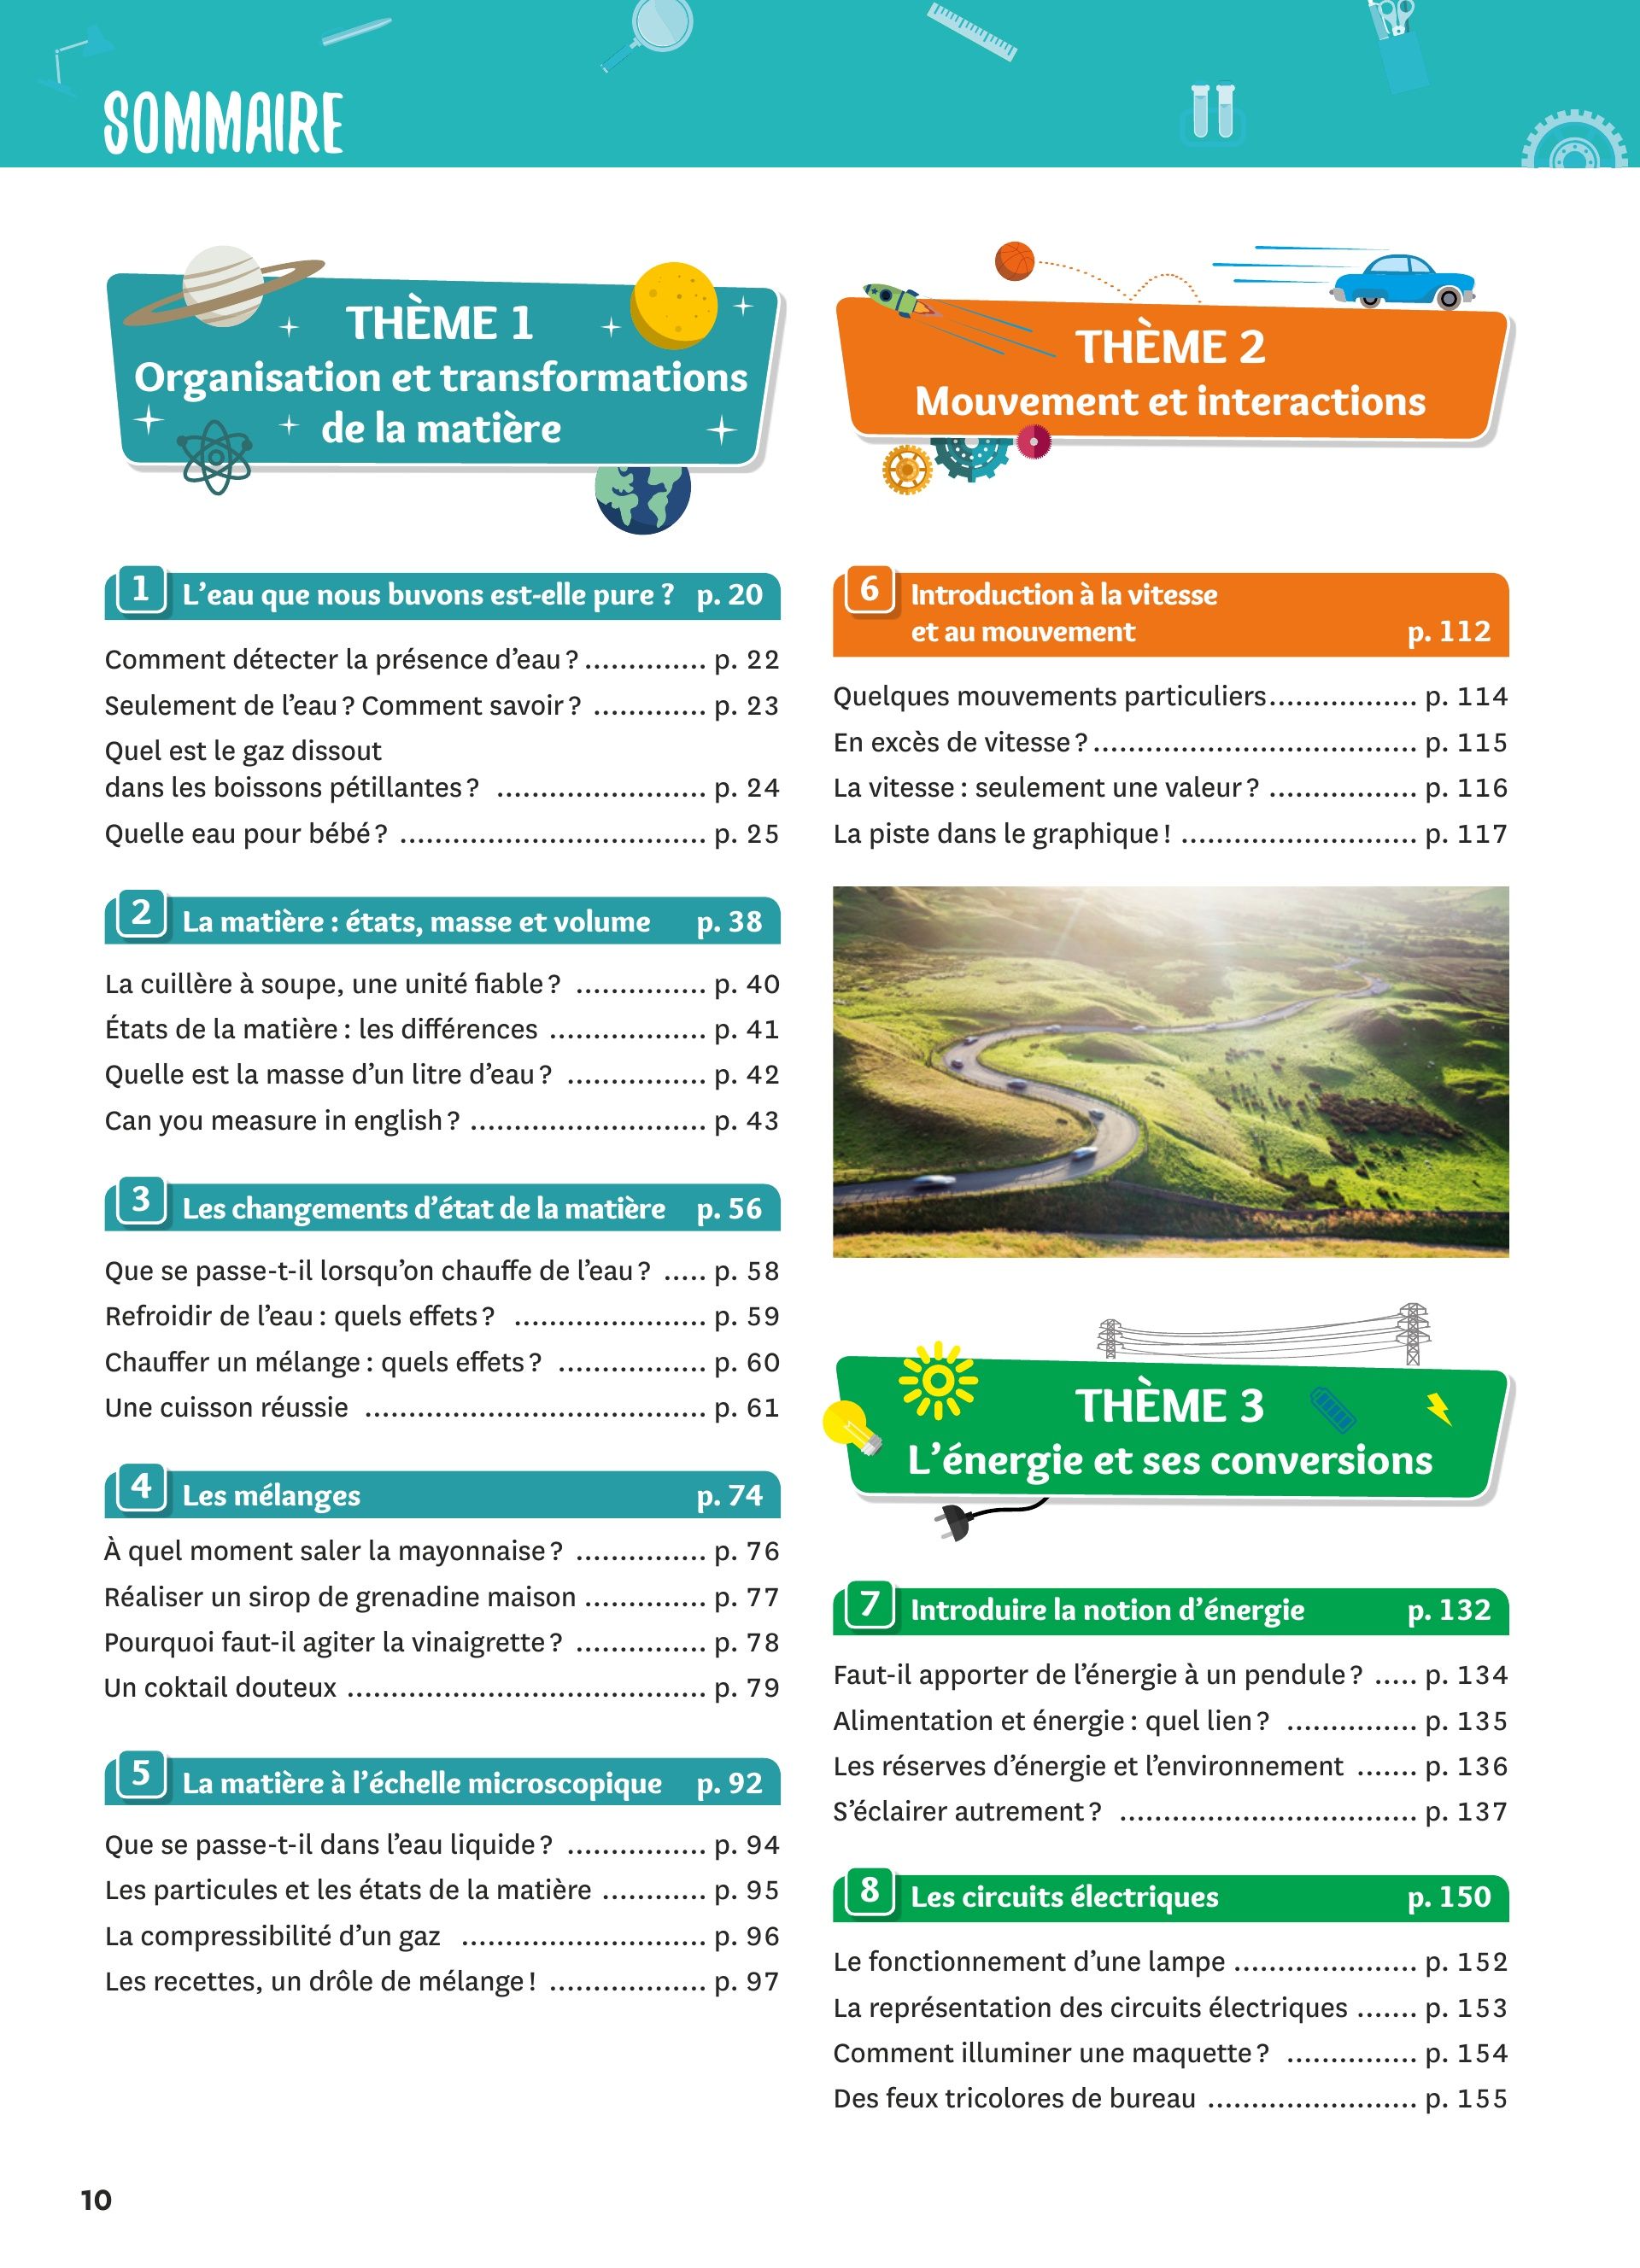 SOMMAIRE
THÈME 1
Organisation et transformations
de la matière
1 L’eau que nous buvons est-elle pure ? p. 20
Comment détecter la présence d’eau ? .............. p. 22
Seulement de l’eau ? Comment savoir ? ............. p. 23
Quel est le gaz dissout
dans les boissons pétillantes ? ........................ p. 24
Quelle eau pour bébé ? ................................... p. 25
2 La matière : états, masse et volume p. 38
La cuillère à soupe, une unité fiable ? ............... p. 40
États de la matière : les différences .................. p. 41
Quelle est la masse d’un litre d’eau ? ................ p. 42
Can you measure in english ? ........................... p. 43
3 Les changements d’état de la matière p. 56
Que se passe-t-il lorsqu’on chauffe de l’eau ? ..... p. 58
Refroidir de l’eau : quels effets ? ...................... p. 59
Chauffer un mélange : quels effets ? ................. p. 60
Une cuisson réussie ....................................... p. 61
4 Les mélanges p. 74
À quel moment saler la mayonnaise ? ............... p. 76
Réaliser un sirop de grenadine maison .............. p. 77
Pourquoi faut-il agiter la vinaigrette ? ............... p. 78
Un coktail douteux ......................................... p. 79
5 La matière à l’échelle microscopique p. 92
Que se passe-t-il dans l’eau liquide ? ................ p. 94
Les particules et les états de la matière ............ p. 95
La compressibilité d’un gaz ............................ p. 96
Les recettes, un drôle de mélange ! .................. p. 97
THÈME 2
Mouvement et interactions
6 Introduction à la vitesse
et au mouvement p. 112
Quelques mouvements particuliers ................. p. 114
En excès de vitesse ? ..................................... p. 115
La vitesse : seulement une valeur ? ................. p. 116
La piste dans le graphique ! ........................... p. 117
THÈME 3
L’énergie et ses conversions
7 Introduire la notion d’énergie p. 132
Faut-il apporter de l’énergie à un pendule ? ..... p. 134
Alimentation et énergie : quel lien ? ............... p. 135
Les réserves d’énergie et l’environnement ....... p. 136
S’éclairer autrement ? .................................. p. 137
8 Les circuits électriques p. 150
Le fonctionnement d’une lampe ..................... p. 152
La représentation des circuits électriques ....... p. 153
Comment illuminer une maquette ? ............... p. 154
Des feux tricolores de bureau ........................ p. 155
10